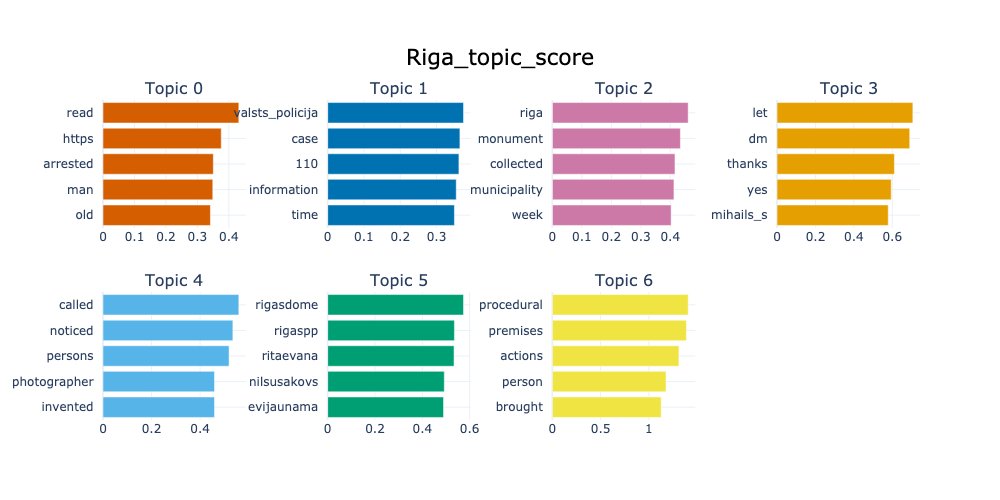 Riga_topic_score
Topic 0
read
https
arrested
man
old
0 0.1 0.2 0.3 0.4
Topic 1
valsts_policija
case
110
information
time
0 0.1 0.2 0.3
Topic 2
riga
monument
collected
municipality
week
0 0.1 0.2 0.3 0.4
Topic 3
let
dm
thanks
yes
mihails_s
0 0.2 0.4 0.6
Topic 4
called
noticed
persons
photographer
invented
0 0.2 0.4
Topic 5
rigasdome
rigaspp
ritaevana
nilsusakovs
evijaunama
0 0.2 0.4 0.6
Topic 6
procedural
premises
actions
person
brought
0 0.5 1